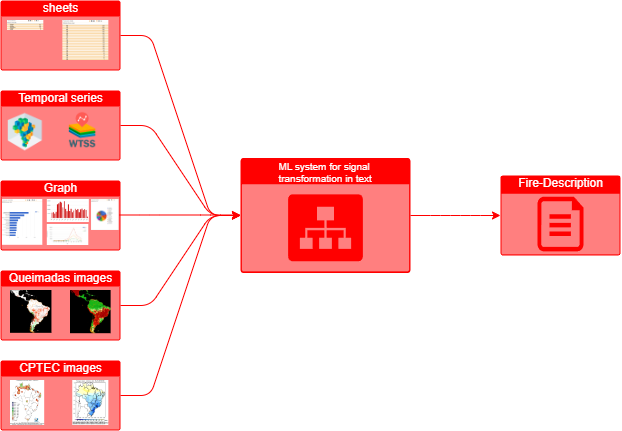 sheets
Temporal series
WTSS
Graph
Queimadas images
CPTEC images
ML system for signal
transformation in text
Fire-Description